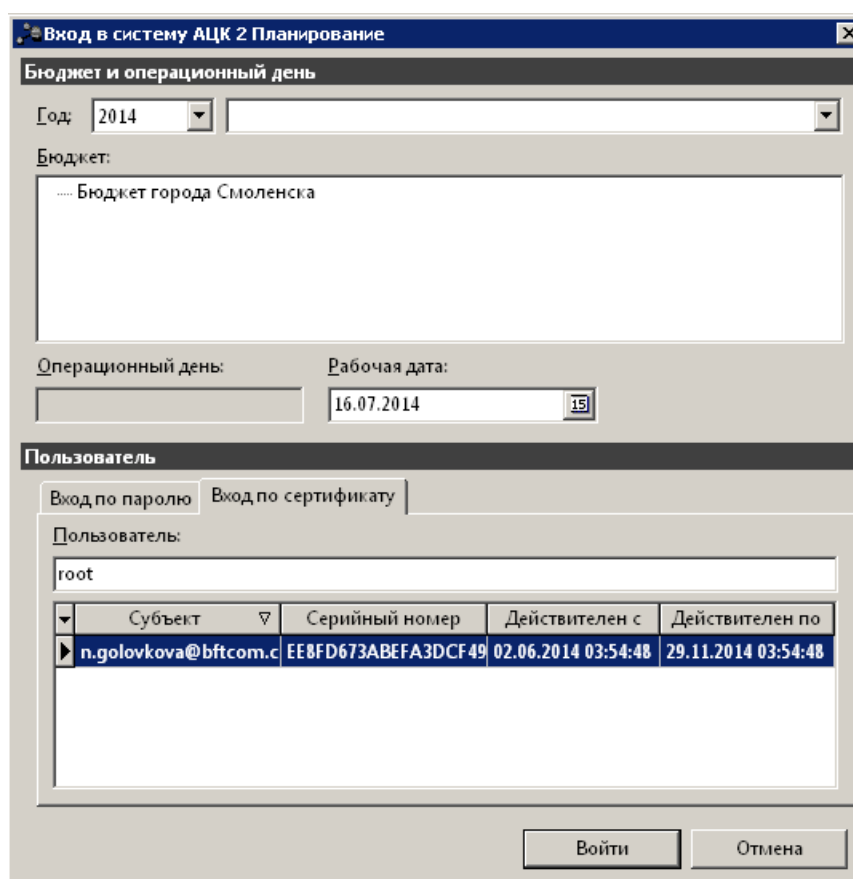 Вход в систему АЦК 2 Планирование
Бюджет и операционный день
Год: 2014
Бюджет:
Бюджет города Смоленска
Операционный день: Рабочая дата:
16.07.2014 15
Пользователь
Вход по паролю Вход по сертификату
Пользователь:
root
Субъект Серийный номер Действителен с Действителен по
n.golovkova@bftcom.c EE8FD673ABEFA3DCF49 02.06.2014 03:54:48 29.11.2014 03:54:48
Войти Отмена